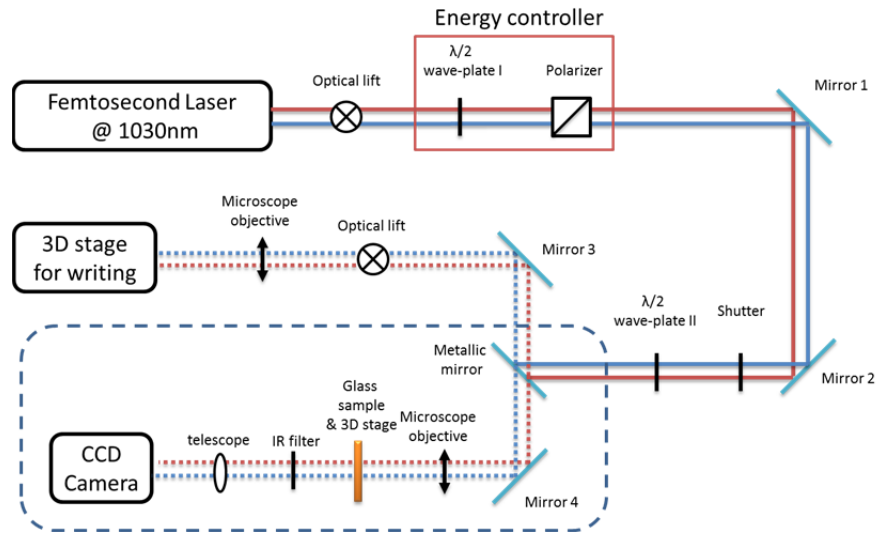 Energy controller
λ/2
wave-plate I
Polarizer
Optical lift
Mirror 1
Femtosecond Laser
@ 1030nm
Microscope
objective
Optical lift
Mirror 3
3D stage
for writing
λ/2
wave-plate II
Shutter
Metallic
mirror
Mirror 2
Glass
sample
& 3D stage
Microscope
objective
telescope
IR filter
CCD
Camera
Mirror 4